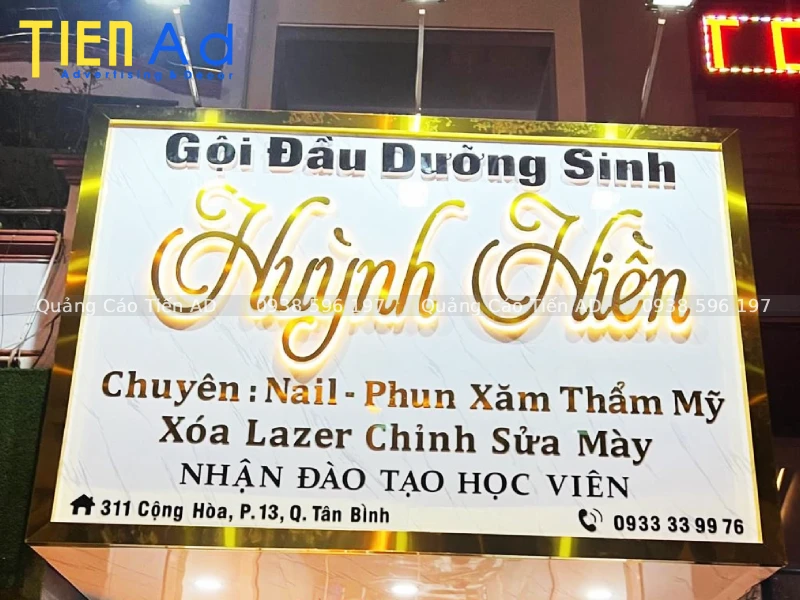 TIEN Ad
Advertising & Decor
Gội Đầu Dưỡng Sinh
Huỳnh Hiền
Quảng Cáo Tiến AD 0938 596 197 Quảng Cáo Tiến AD 0938 596 197
Chuyên : Nail - Phun Xăm Thẩm Mỹ
Xóa Lazer Chỉnh Sửa Mày
NHẬN ĐÀO TẠO HỌC VIÊN
311 Cộng Hòa, P. 13, Q. Tân Bình
0933 33 99 76